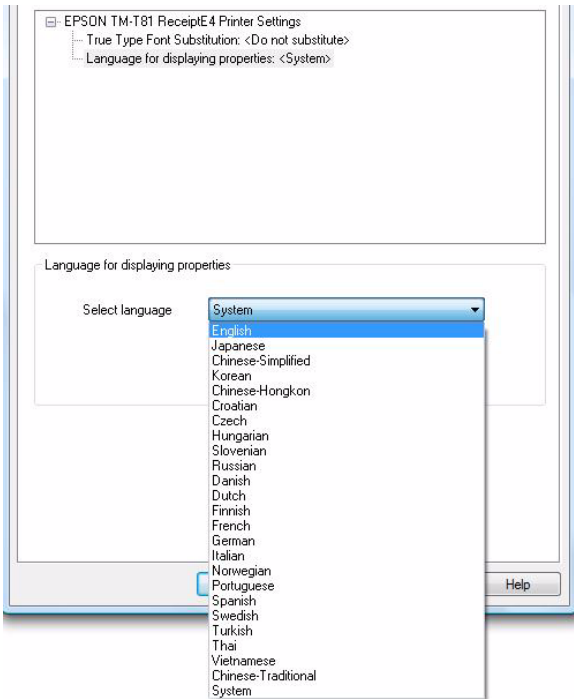 EPSON TM-T81 ReceiptE4 Printer Settings
True Type Font Substitution: <Do not substitute>
Language for displaying properties: <System>
Language for displaying properties
Select language
System
English
Japanese
Chinese-Simplified
Korean
Chinese-Hongkon
Croatian
Czech
Hungarian
Slovenian
Russian
Danish
Dutch
Finnish
French
German
Italian
Norwegian
Portuguese
Spanish
Swedish
Turkish
Thai
Vietnamese
Chinese-Traditional
System
Help